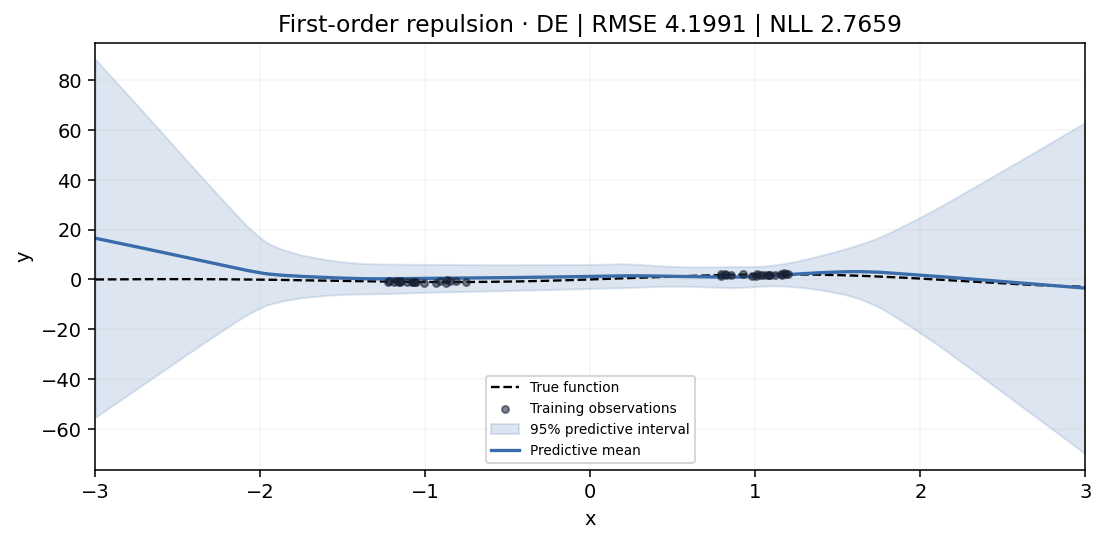 First-order repulsion · DE | RMSE 4.1991 | NLL 2.7659
y
80
60
40
20
0
−20
−40
−60
True function
Training observations
95% predictive interval
Predictive mean
−3
−2
−1
0
1
2
3
x